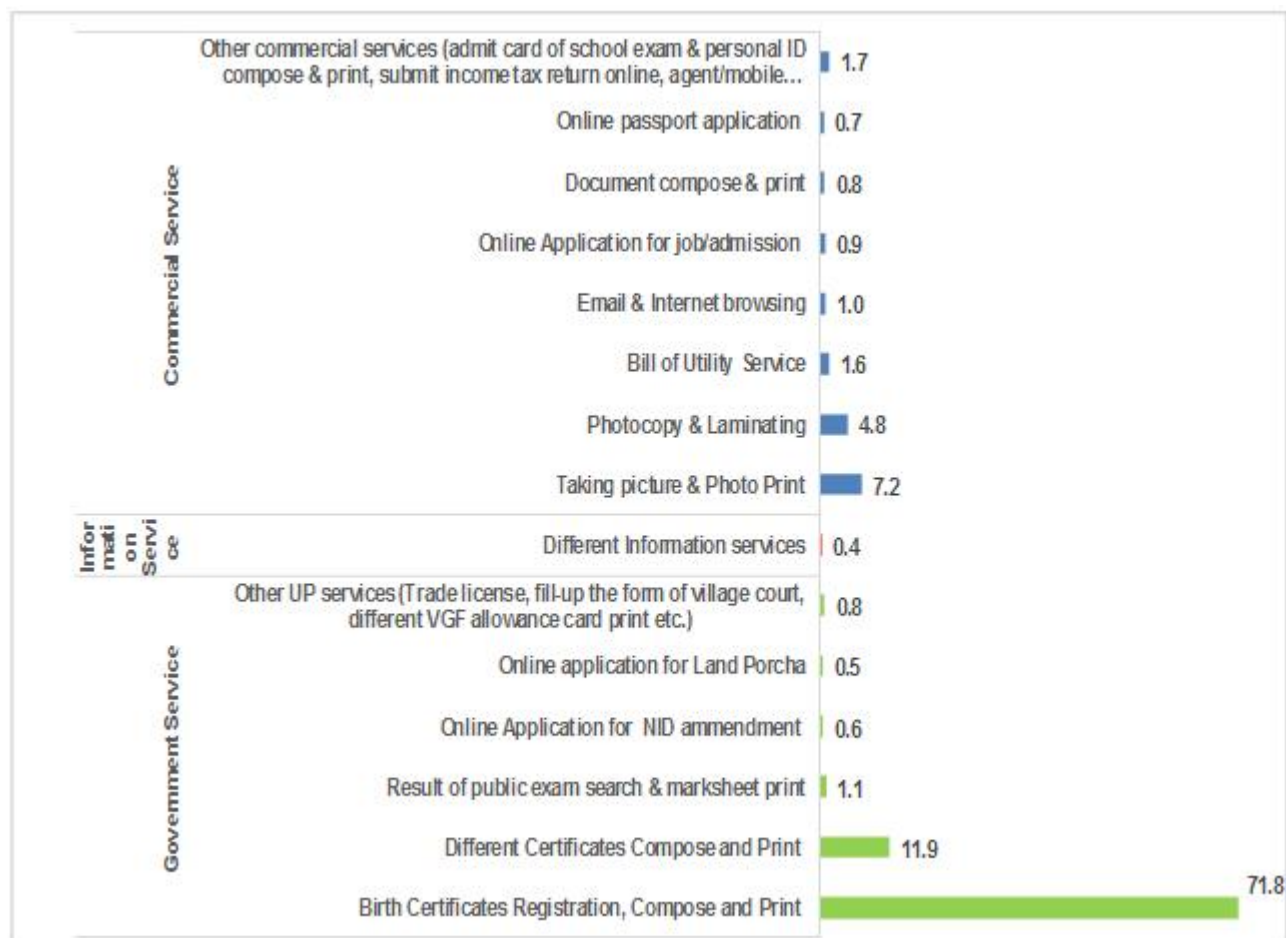 Commercial Service
Other commercial services (admit card of school exam & personal ID
compose & print, submit income tax return online, agent/mobile...
1.7
Online passport application
0.7
Document compose & print
0.8
Online Application for job/admission
0.9
Email & Internet browsing
1.0
Bill of Utility Service
1.6
Photocopy & Laminating
4.8
Taking picture & Photo Print
7.2
Infor
mati
on
Servi
ce
Different Information services
0.4
Government Service
Other UP services (Trade license, fill-up the form of village court,
different VGF allowance card print etc.)
0.8
Online application for Land Porcha
0.5
Online Application for NID ammendment
0.6
Result of public exam search & marksheet print
1.1
Different Certificates Compose and Print
11.9
Birth Certificates Registration, Compose and Print
71.8